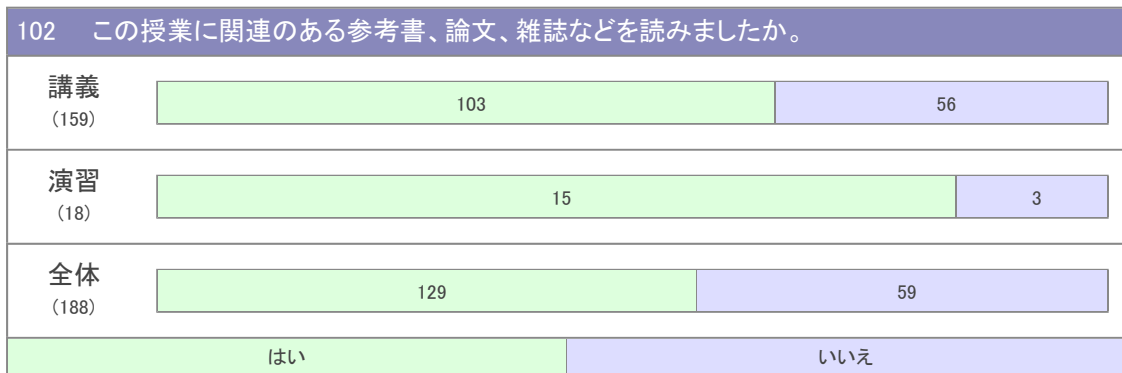 102 この授業に関連のある参考書、論文、雑誌などを読みましたか。
講義
(159)
103 56
演習
(18)
15 3
全体
(188)
129 59
はい いいえ